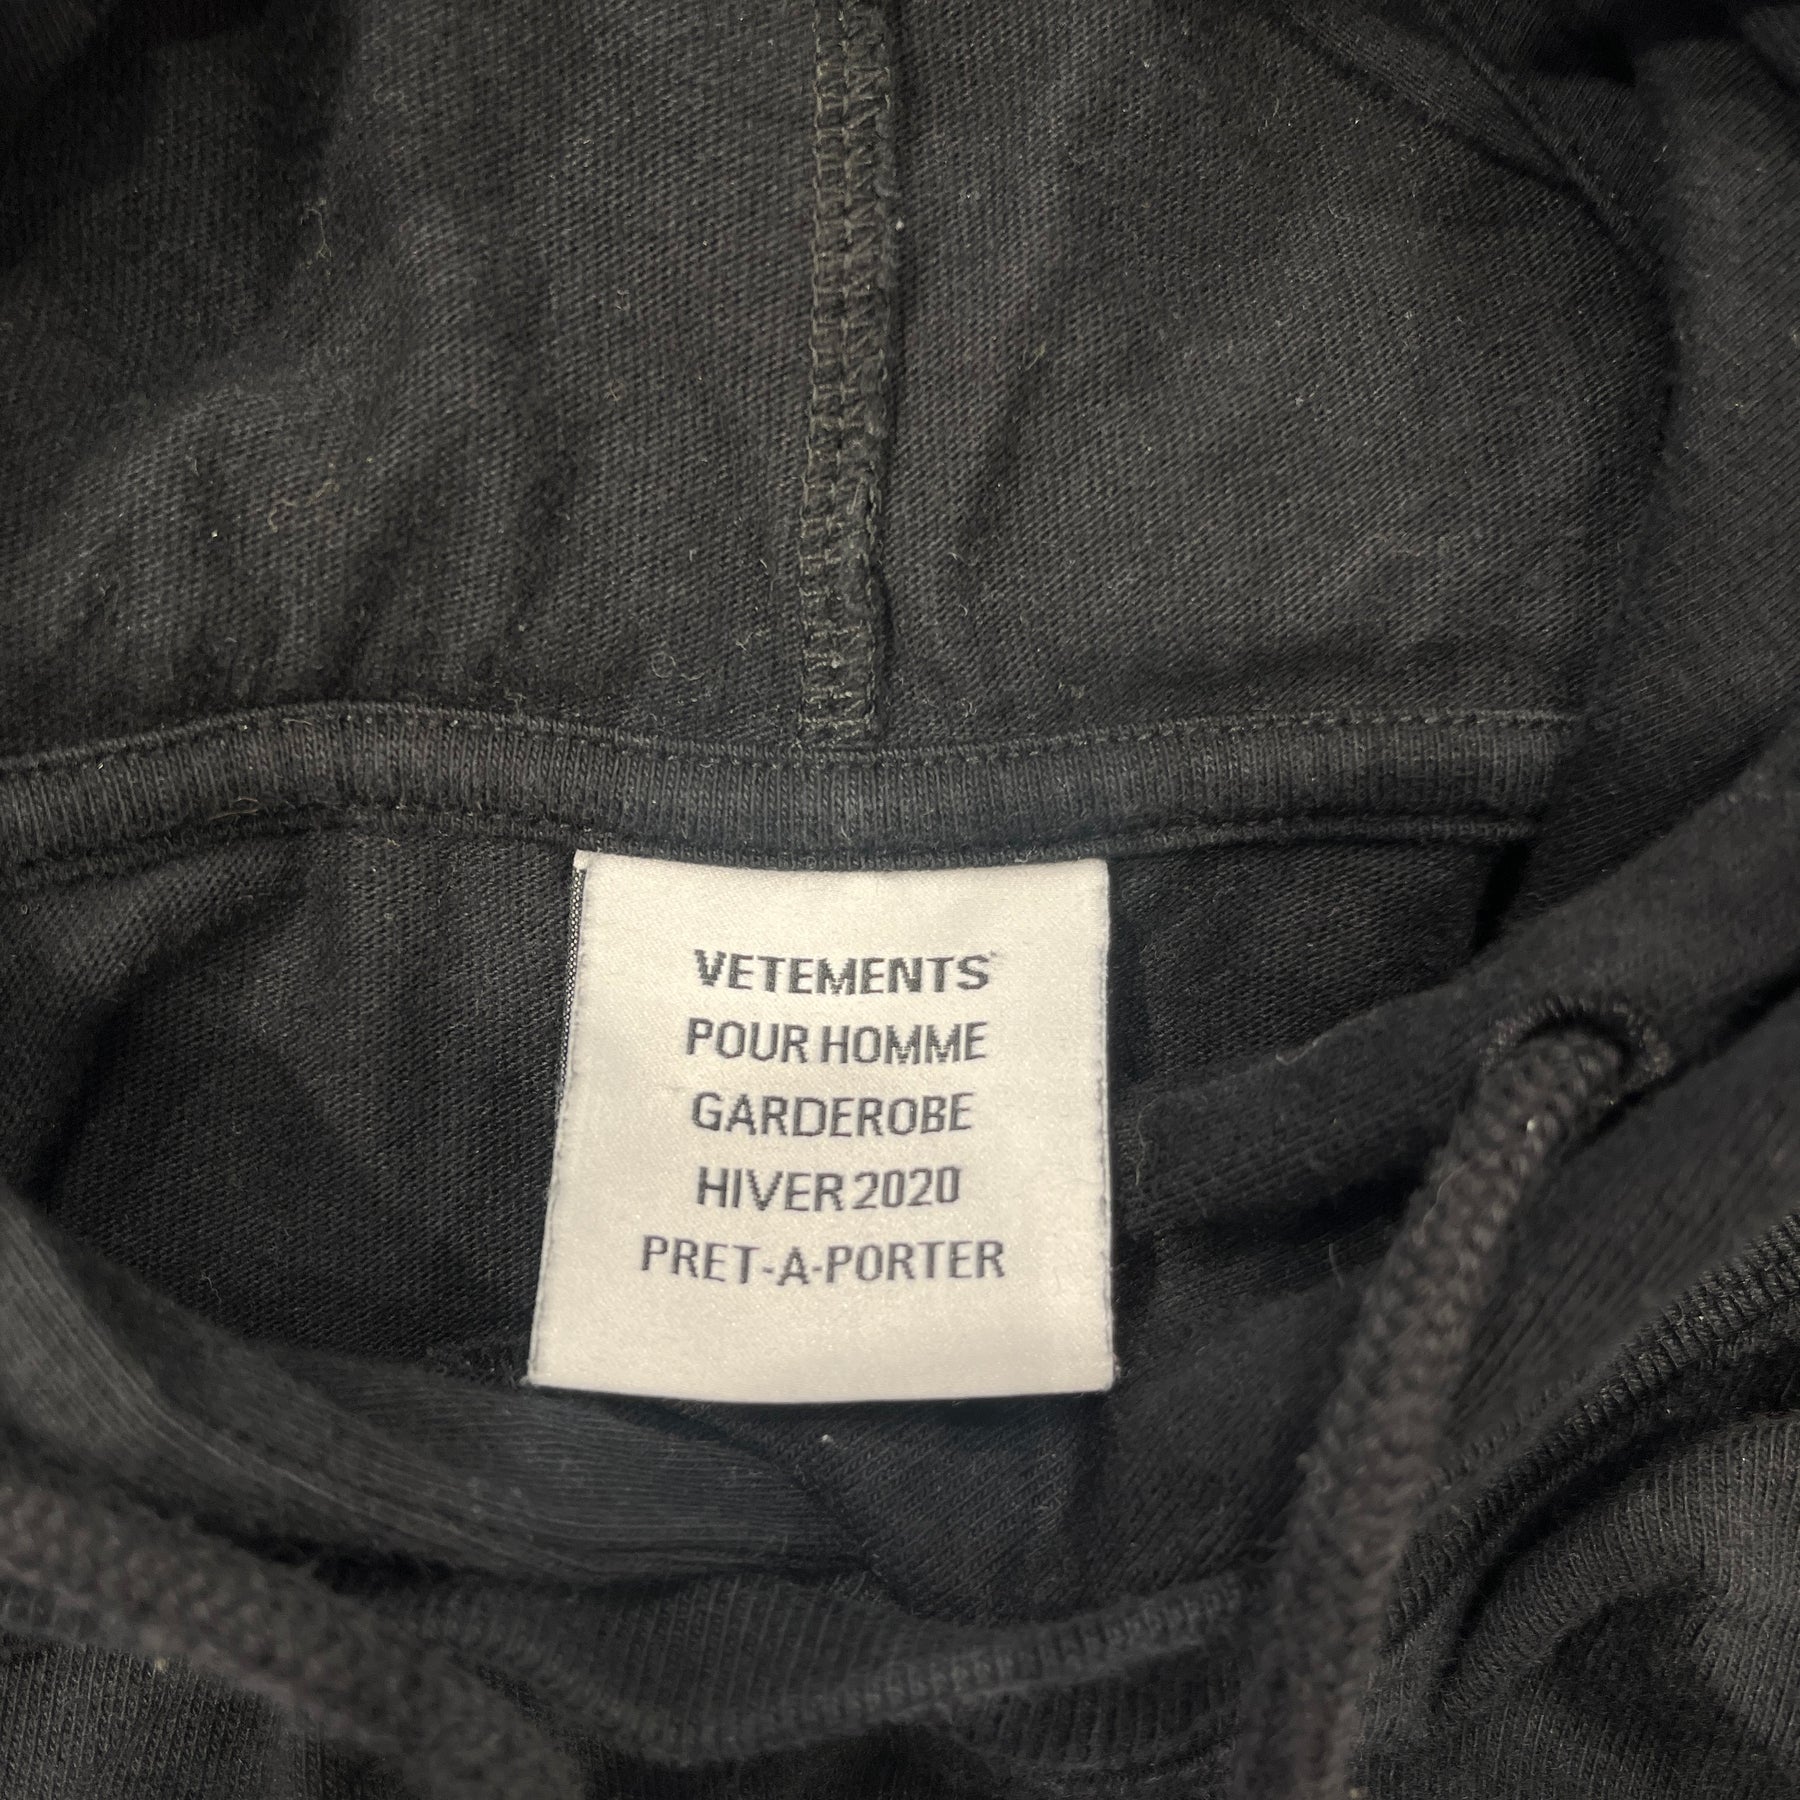 VETEMENTS
POUR HOMME
GARDEROBE
HIVER 2020
PRET-A-PORTER